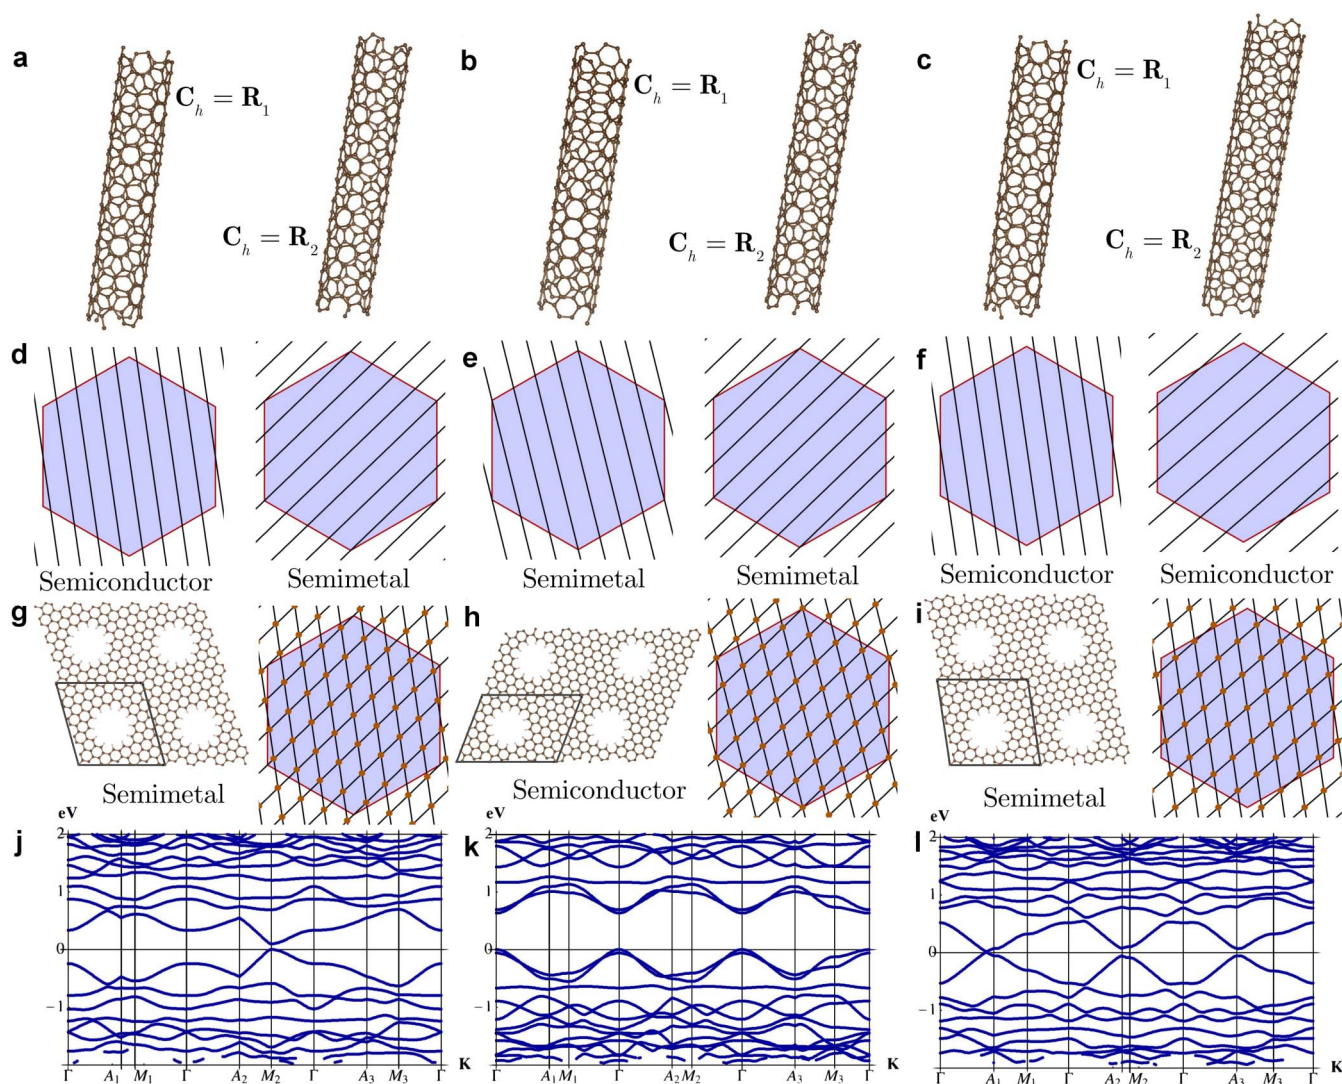 a
C_h = R_1
C_h = R_2
b
C_h = R_1
C_h = R_2
c
C_h = R_1
C_h = R_2
d
Semiconductor
Semimetal
e
Semimetal
Semimetal
f
Semiconductor
Semiconductor
g
Semimetal
h
Semiconductor
i
Semimetal
eV
j
2
1
0
−1
Γ A_1 M_1 Γ A_2 M_2 Γ A_3 M_3 Γ
K
eV
k
2
1
0
−1
Γ A_1 M_1 Γ A_2 M_2 Γ A_3 M_3 Γ
K
eV
l
2
1
0
−1
Γ A_1 M_1 Γ A_2 M_2 Γ A_3 M_3 Γ
K